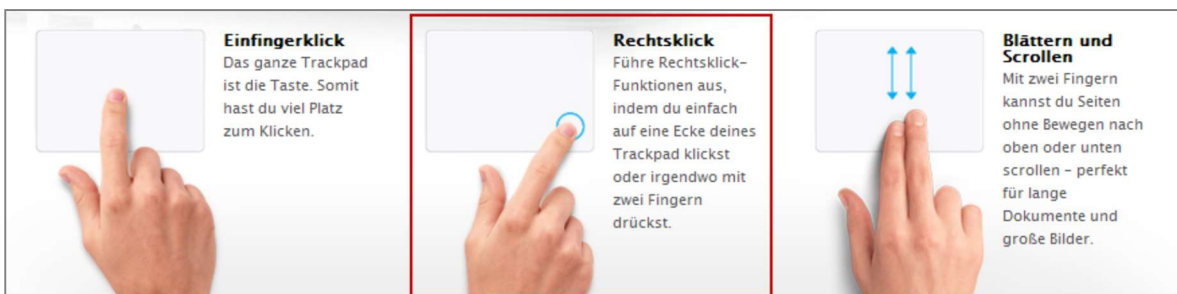 Einfingerklick
Das ganze Trackpad
ist die Taste. Somit
hast du viel Platz
zum Klicken.
Rechtsklick
Führe Rechtsklick-
Funktionen aus,
indem du einfach
auf eine Ecke deines
Trackpad klickst
oder irgendwo mit
zwei Fingern
drückst.
Blättern und
Scrollen
Mit zwei Fingern
kannst du Seiten
ohne Bewegen nach
oben oder unten
scrollen – perfekt
für lange
Dokumente und
große Bilder.